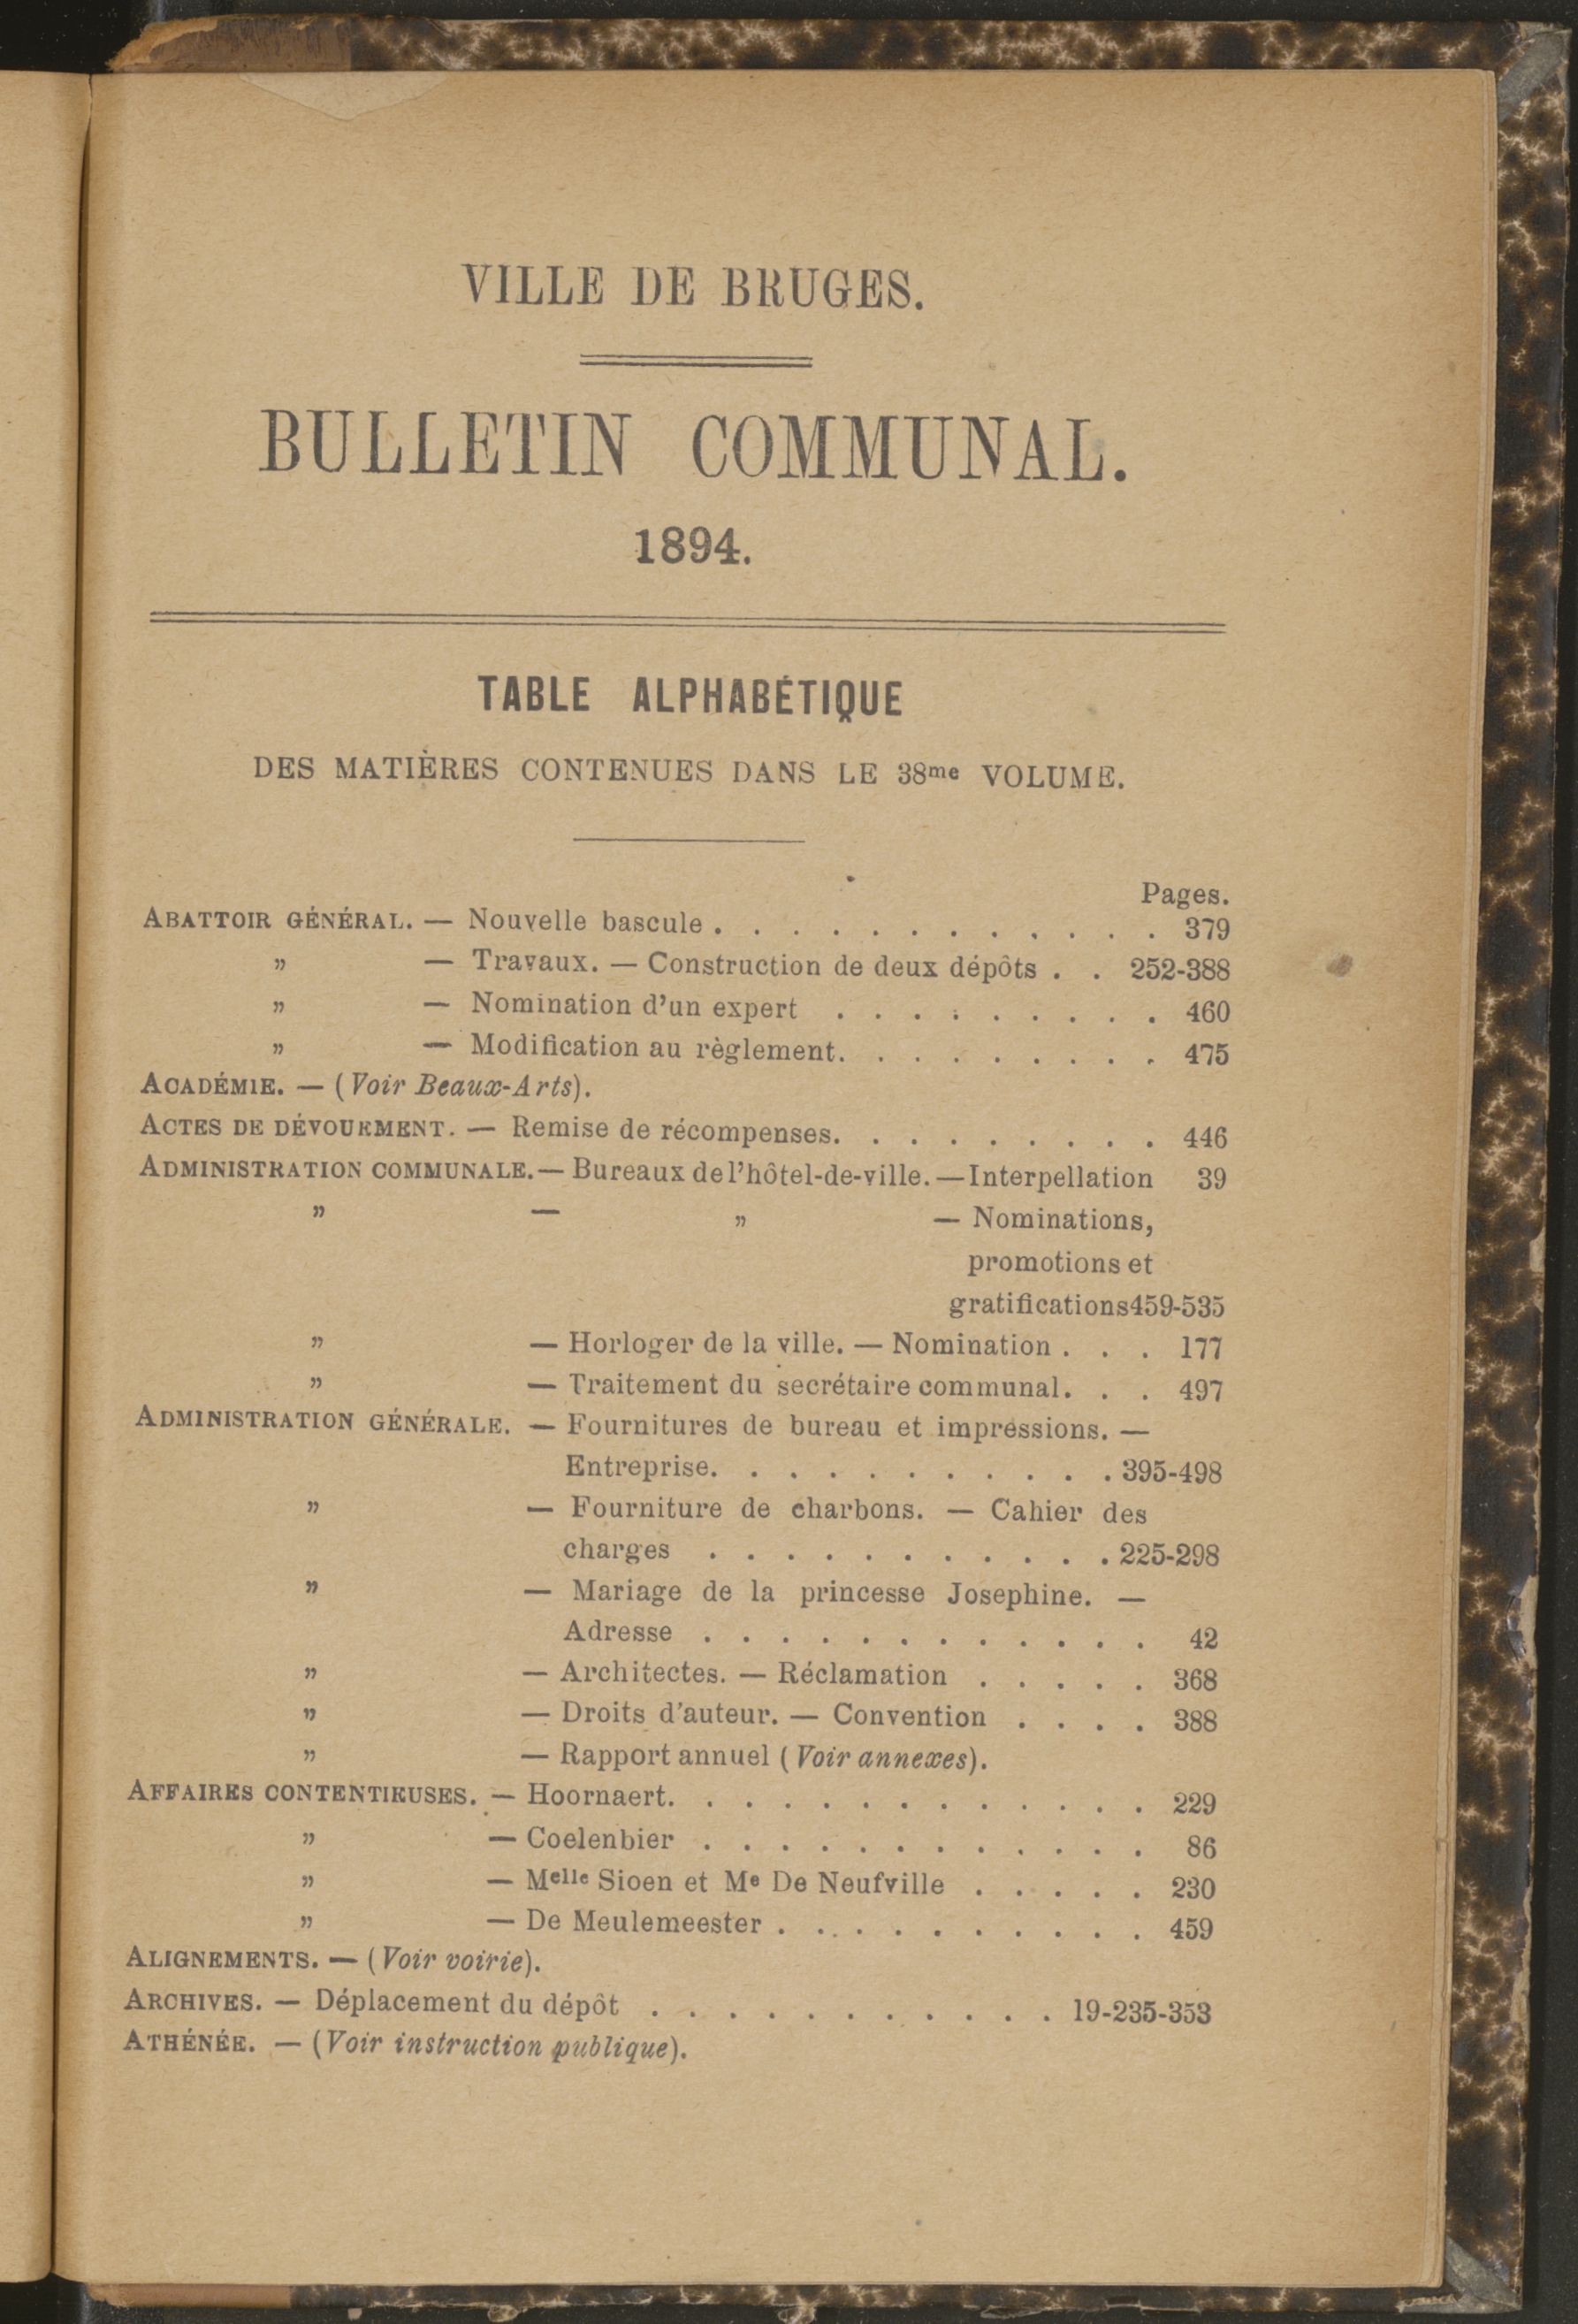 VILLE DE BRUGES.
BULLETIN COMMUNAL.
1894.
TABLE ALPHABÉTIQUE
DES MATIÈRES CONTENUES DANS LE 38me VOLUME.
Pages.
ABATTOIR GÉNÉRAL. — Nouvelle bascule . . . . . . . . . . . . 379
„ — Travaux. — Construction de deux dépôts . . 252-388
„ — Nomination d'un expert . . . . . . . . . 460
„ — Modification au règlement. . . . . . . . . 475
ACADÉMIE. — (Voir Beaux-Arts).
ACTES DE DÉVOUEMENT. — Remise de récompenses. . . . . . . . . 446
ADMINISTRATION COMMUNALE. — Bureaux de l'hôtel-de-ville. — Interpellation 39
„ — „ — Nominations,
promotions et
gratifications 459-535
„ — Horloger de la ville. — Nomination . . . 177
„ — Traitement du secrétaire communal. . . 497
ADMINISTRATION GÉNÉRALE. — Fournitures de bureau et impressions. —
Entreprise. . . . . . . . . . . 395-498
„ — Fourniture de charbons. — Cahier des
charges . . . . . . . . . . . 225-298
„ — Mariage de la princesse Josephine. —
Adresse . . . . . . . . . . . . 42
„ — Architectes. — Réclamation . . . . . 368
„ — Droits d'auteur. — Convention . . . . 388
„ — Rapport annuel (Voir annexes).
AFFAIRES CONTENTIEUSES. — Hoornaert. . . . . . . . . . . . . 229
„ — Coelenbier . . . . . . . . . . . . 86
„ — Melle Sioen et Me De Neufville . . . . . 230
„ — De Meulemeester . . . . . . . . . . 459
ALIGNEMENTS. — (Voir voirie).
ARCHIVES. — Déplacement du dépôt . . . . . . . . . . . 19-235-353
ATHÉNÉE. — (Voir instruction publique).